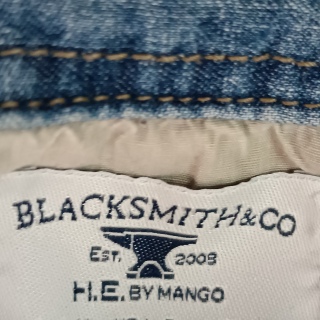 BLACKSMITH&CO
EST. 2008
H.E. BY MANGO